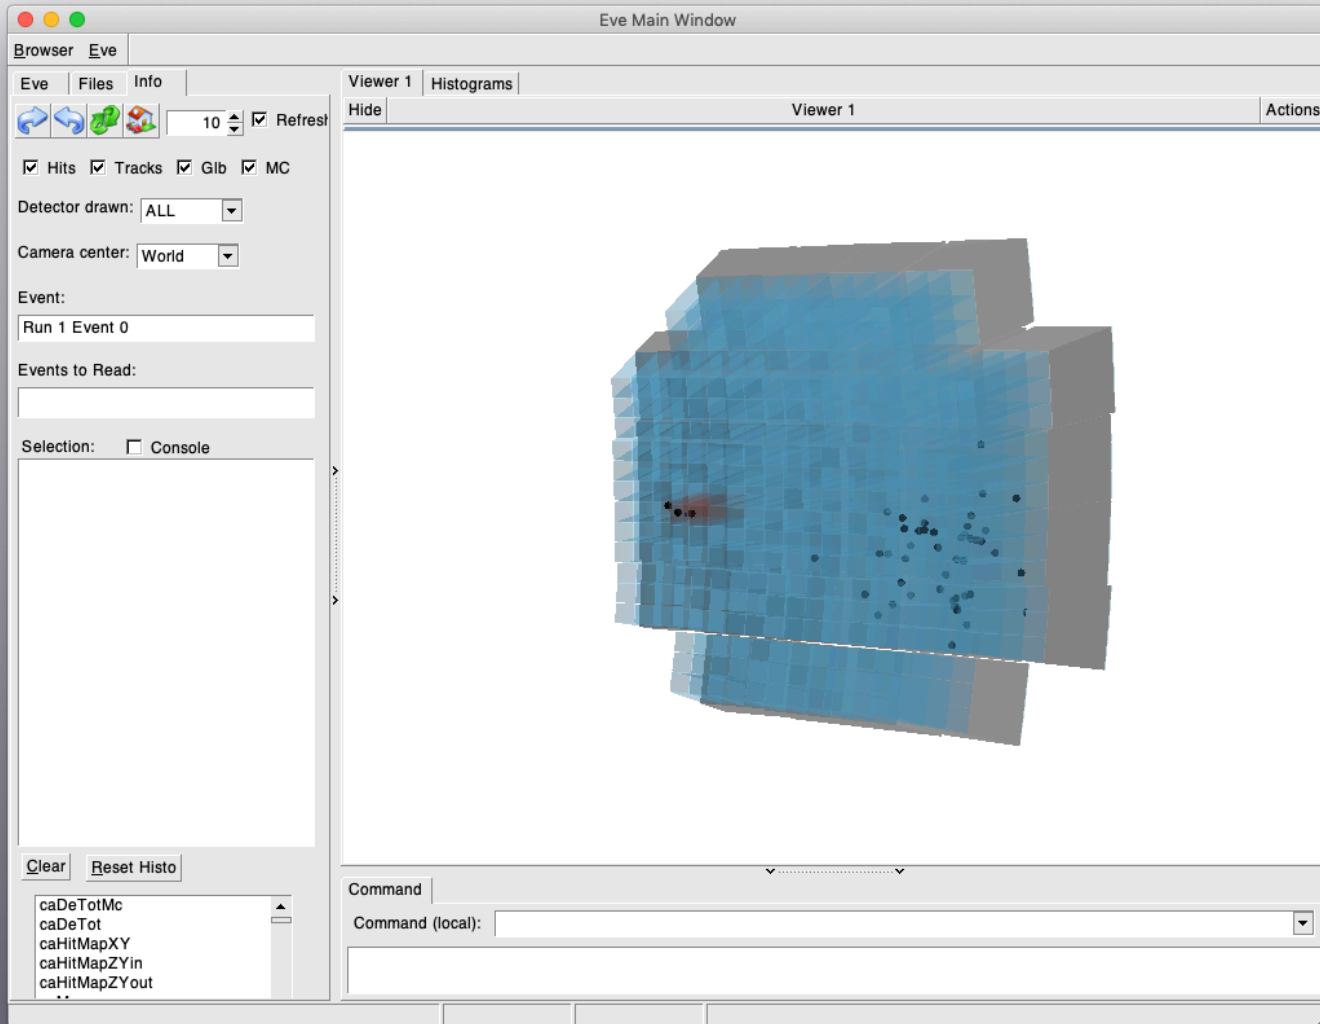 Eve Main Window
Browser Eve
Eve Files Info
10 Refresh
Hits Tracks Glb MC
Detector drawn: ALL
Camera center: World
Event:
Run 1 Event 0
Events to Read:
Selection: Console
Clear Reset Histo
caDeTotMc
caDeTot
caHitMapXY
caHitMapZYin
caHitMapZYout
Viewer 1 Histograms
Hide Viewer 1 Actions
Command
Command (local):